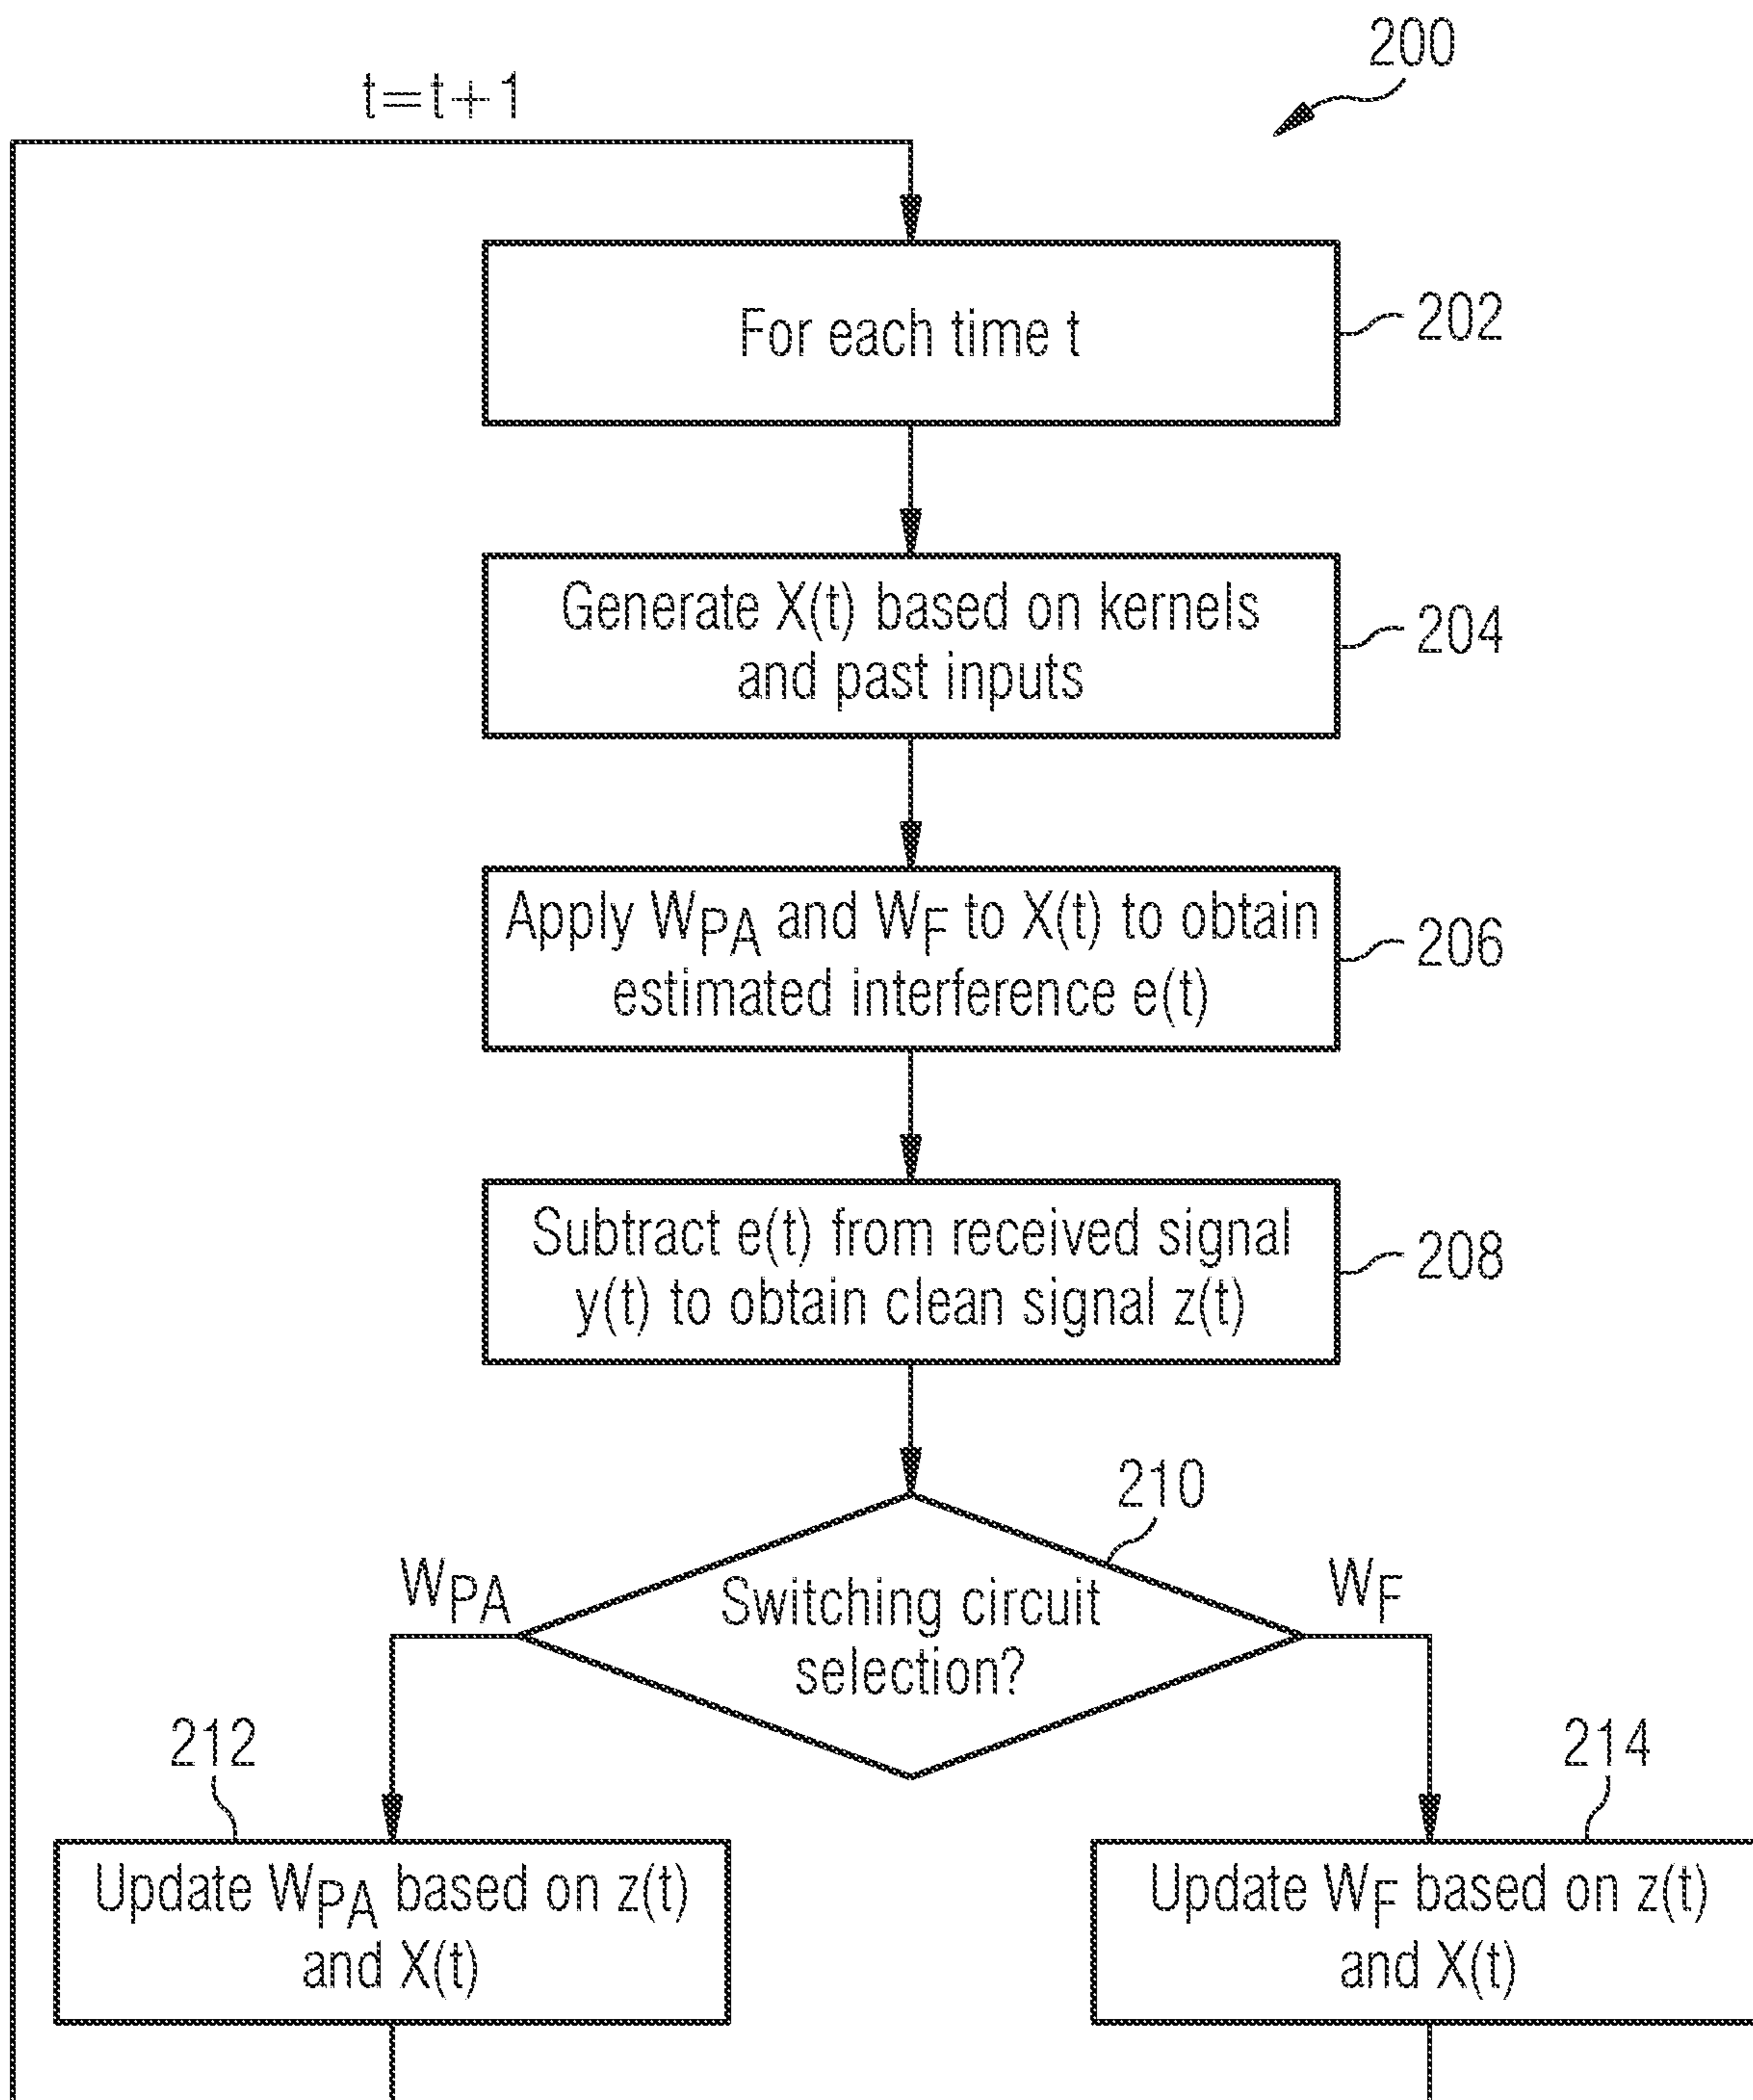 200
t=t+1
For each time t
202
Generate X(t) based on kernels
and past inputs
204
Apply WPA and WF to X(t) to obtain
estimated interference e(t)
206
Subtract e(t) from received signal
y(t) to obtain clean signal z(t)
208
210
WPA
Switching circuit
selection?
WF
212
Update WPA based on z(t)
and X(t)
214
Update WF based on z(t)
and X(t)